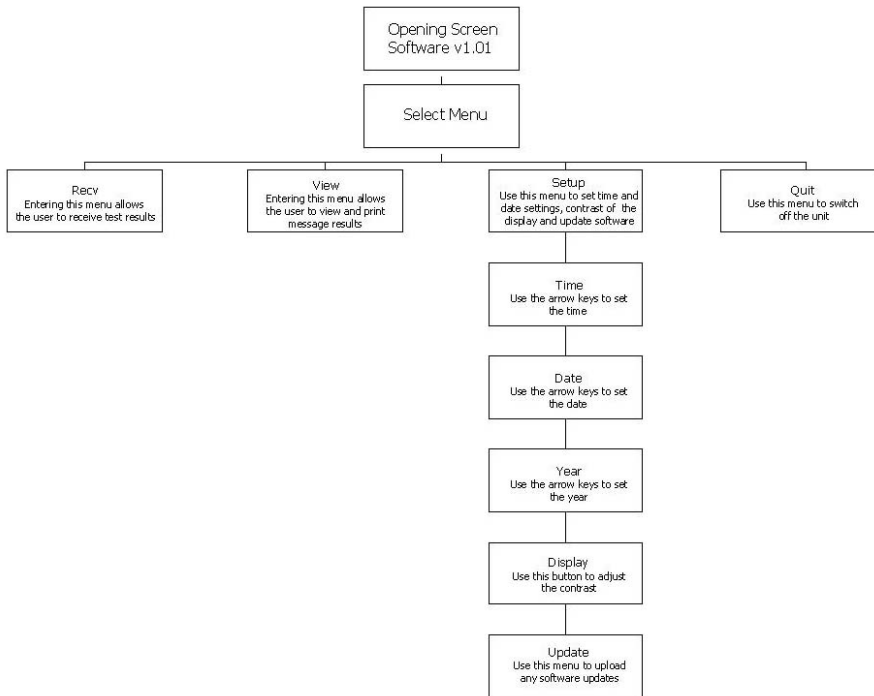 Opening Screen
Software v1.01
Select Menu
Recv
Entering this menu allows
the user to receive test results
View
Entering this menu allows
the user to view and print
message results
Setup
Use this menu to set time and
date settings, contrast of the
display and update software
Quit
Use this menu to switch
off the unit
Time
Use the arrow keys to set
the time
Date
Use the arrow keys to set
the date
Year
Use the arrow keys to set
the year
Display
Use this button to adjust
the contrast
Update
Use this menu to upload
any software updates